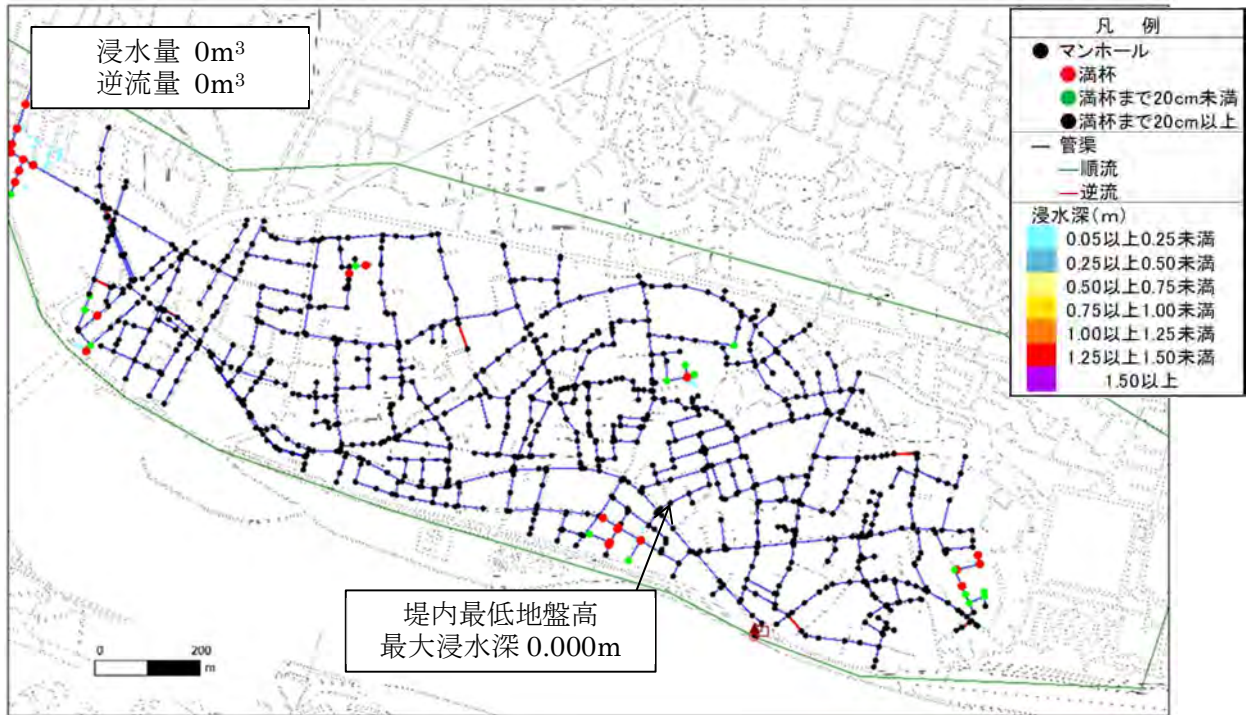 浸水量 0m³
逆流量 0m³
凡 例
マンホール
満杯
満杯まで20cm未満
満杯まで20cm以上
管渠
順流
逆流
浸水深(m)
0.05以上0.25未満
0.25以上0.50未満
0.50以上0.75未満
0.75以上1.00未満
1.00以上1.25未満
1.25以上1.50未満
1.50以上
堤内最低地盤高
最大浸水深 0.000m
0 200
m